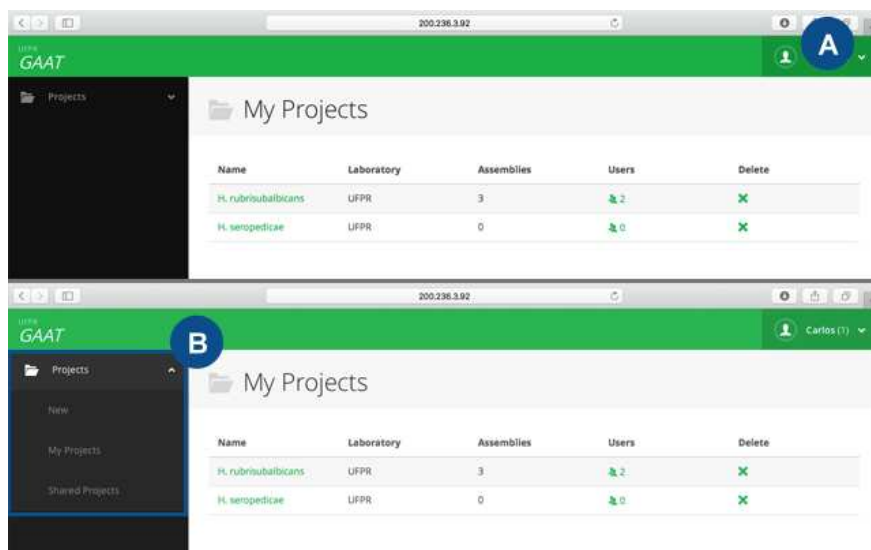 200.236.3.92
A
UFPR
GAAT
Projects
My Projects
Name Laboratory Assemblies Users Delete
H. rubrisubalbicans UFPR 3 2
H. seropedicae UFPR 0 0
200.236.3.92
UFPR
GAAT
Carlos (1)
B
Projects
New
My Projects
Shared Projects
My Projects
Name Laboratory Assemblies Users Delete
H. rubrisubalbicans UFPR 3 2
H. seropedicae UFPR 0 0